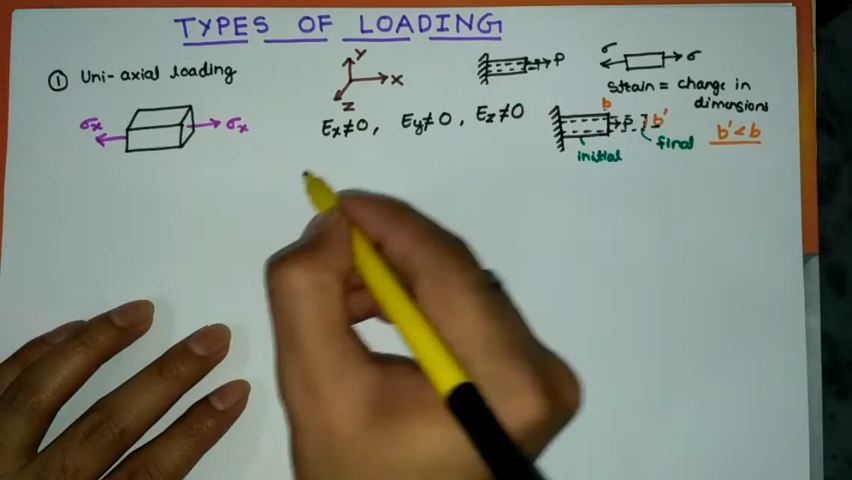 TYPES OF LOADING
① Uni-axial loading
Y
X
Z
P
σ σ
Strain = change in
dimensions
σx σx
Ex≠0, Ey≠0, Ez≠0
b
P
b'
b'<b
initial
final